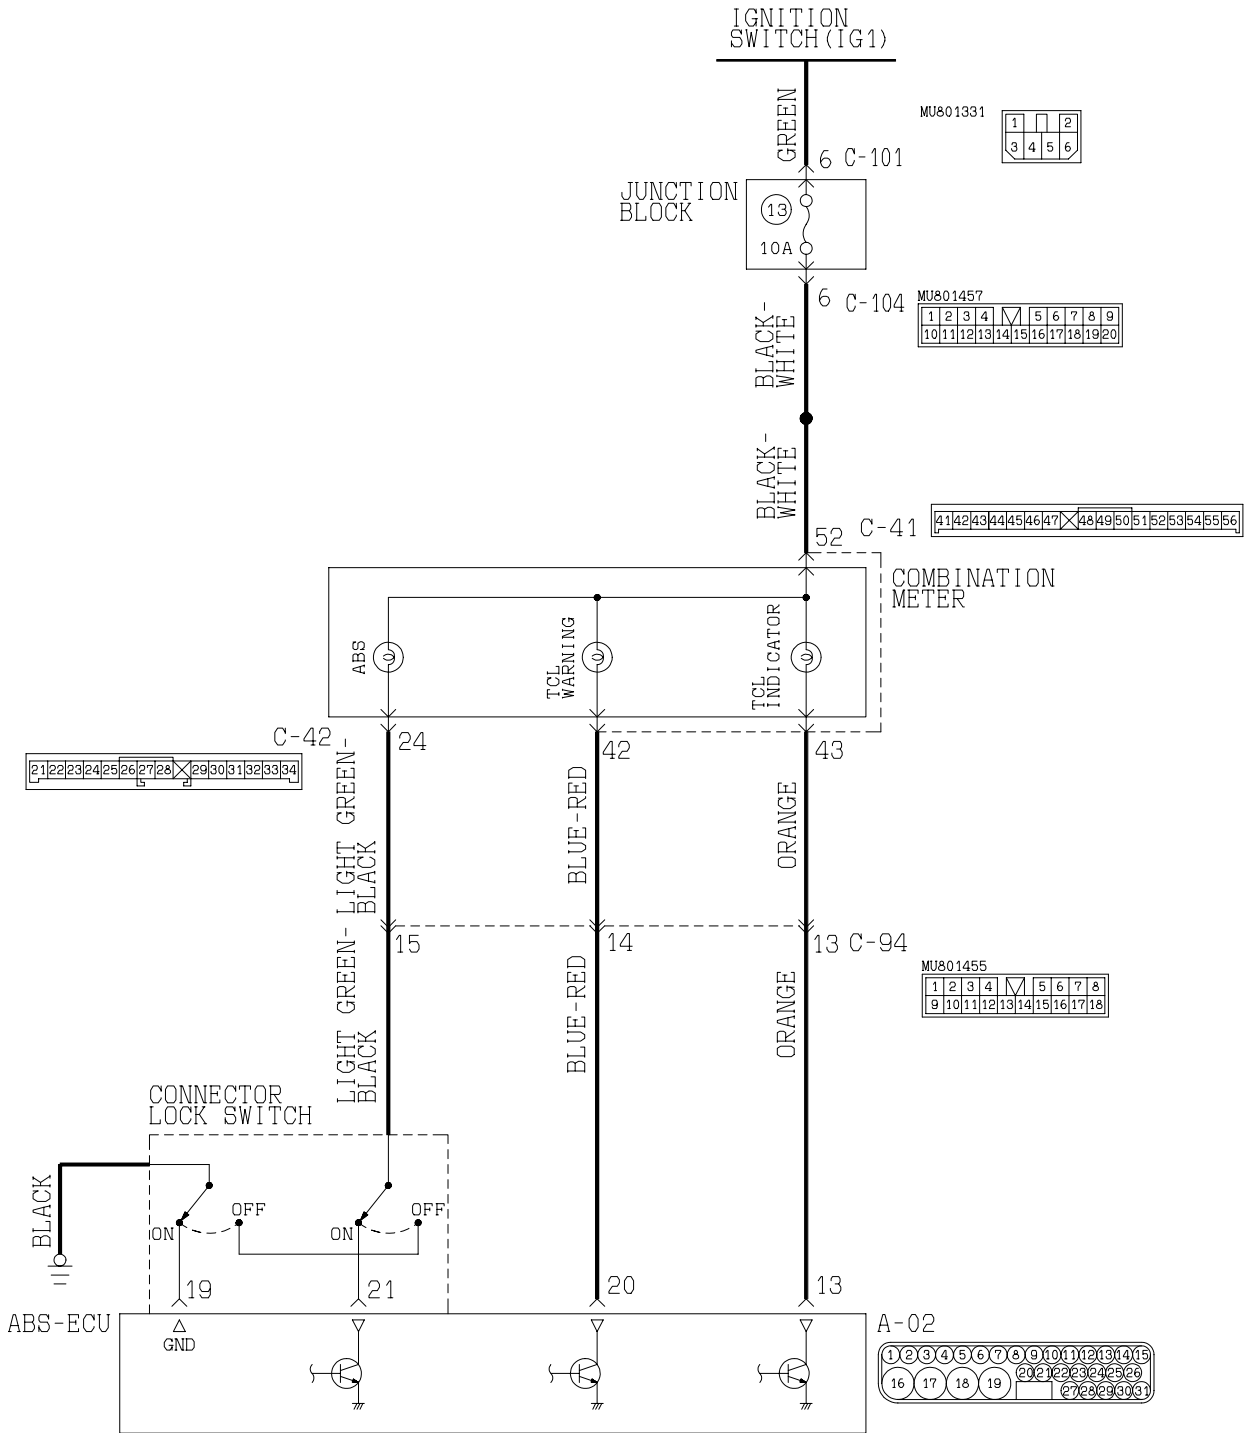 IGNITION
SWITCH(IG1)
GREEN
MU801331
1 2
3 4 5 6
6 C-101
JUNCTION
BLOCK
13
10A
6 C-104
MU801457
1 2 3 4 5 6 7 8 9
10 11 12 13 14 15 16 17 18 19 20
BLACK-
WHITE
BLACK-
WHITE
52 C-41
41 42 43 44 45 46 47 48 49 50 51 52 53 54 55 56
COMBINATION
METER
ABS
TCL
WARNING
TCL
INDICATOR
C-42 24
42
43
21 22 23 24 25 26 27 28 29 30 31 32 33 34
LIGHT GREEN-
BLACK
BLUE-RED
ORANGE
15
14
13 C-94
MU801455
1 2 3 4 5 6 7 8
9 10 11 12 13 14 15 16 17 18
LIGHT GREEN-
BLACK
BLUE-RED
ORANGE
CONNECTOR
LOCK SWITCH
BLACK
ON
OFF
ON
OFF
19
21
20
13
ABS-ECU
GND
A-02
1 2 3 4 5 6 7 8 9 10 11 12 13 14 15
16 17 18 19
20 21 22 23 24 25 26
27 28 29 30 31